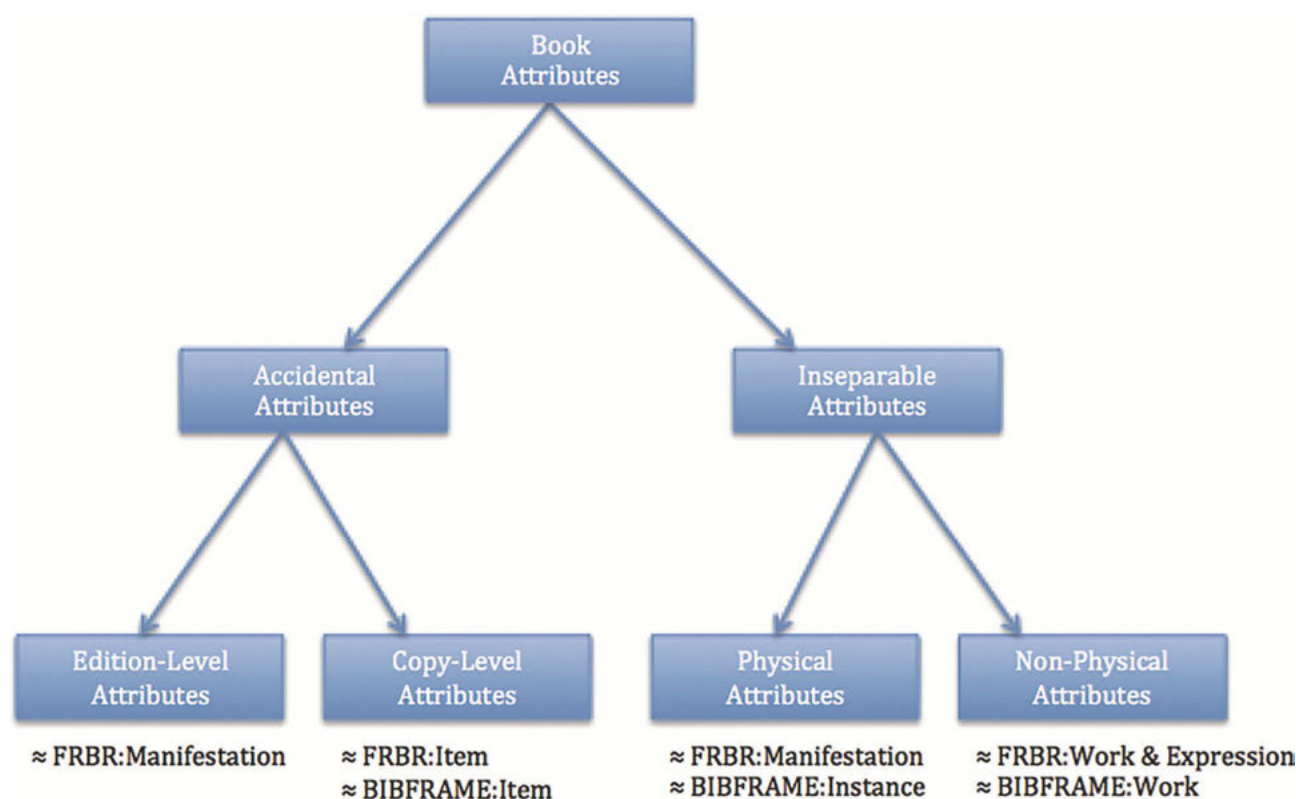 Book
Attributes
Accidental
Attributes
Inseparable
Attributes
Edition-Level
Attributes
Copy-Level
Attributes
Physical
Attributes
Non-Physical
Attributes
≈ FRBR:Manifestation
≈ FRBR:Item
≈ BIBFRAME:Item
≈ FRBR:Manifestation
≈ BIBFRAME:Instance
≈ FRBR:Work & Expression
≈ BIBFRAME:Work